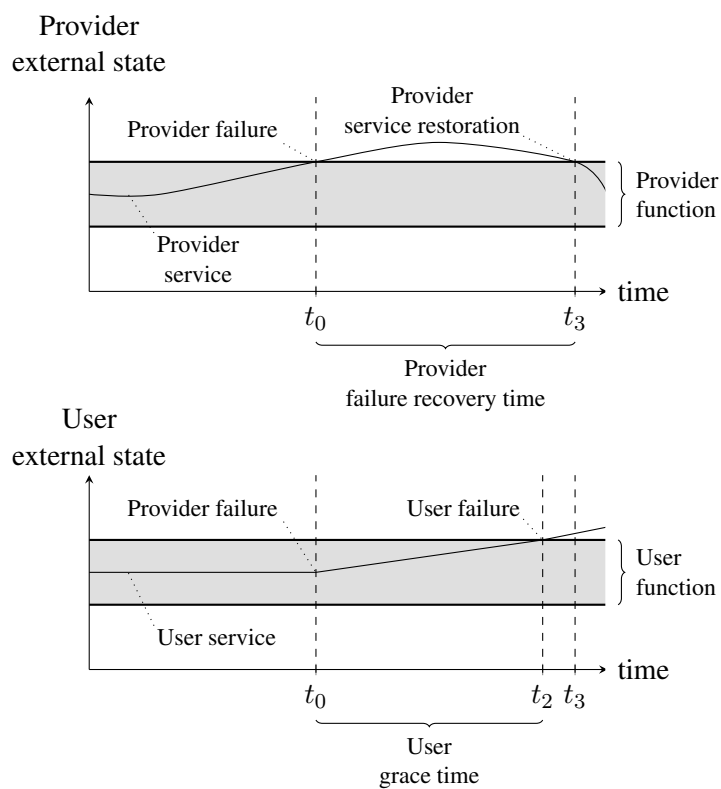 Provider
external state
Provider
service restoration
Provider failure
Provider
function
Provider
service
time
t0
t3
Provider
failure recovery time
User
external state
Provider failure
User failure
User
function
User service
time
t0
t2
t3
User
grace time